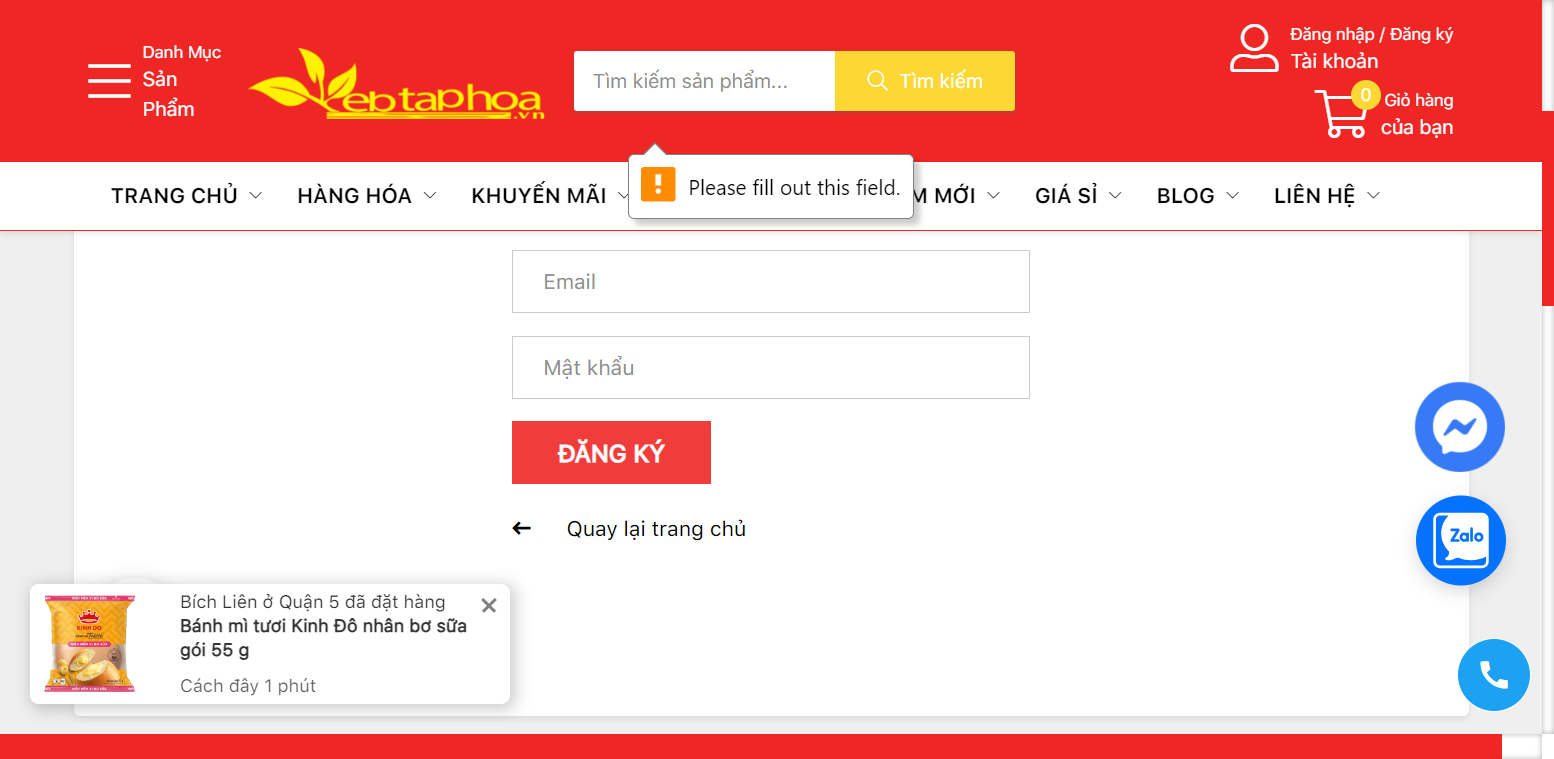 Danh Mục
Sản
Phẩm
eptaphoa
.vn
Tìm kiếm sản phẩm...
Tìm kiếm
Đăng nhập / Đăng ký
Tài khoản
0
Giỏ hàng
của bạn
TRANG CHỦ
HÀNG HÓA
KHUYẾN MÃI
Please fill out this field.
M MỚI
GIÁ SỈ
BLOG
LIÊN HỆ
Email
Mật khẩu
ĐĂNG KÝ
Quay lại trang chủ
Zalo
KINH DO
Bích Liên ở Quận 5 đã đặt hàng
Bánh mì tươi Kinh Đô nhân bơ sữa
gói 55 g
Cách đây 1 phút